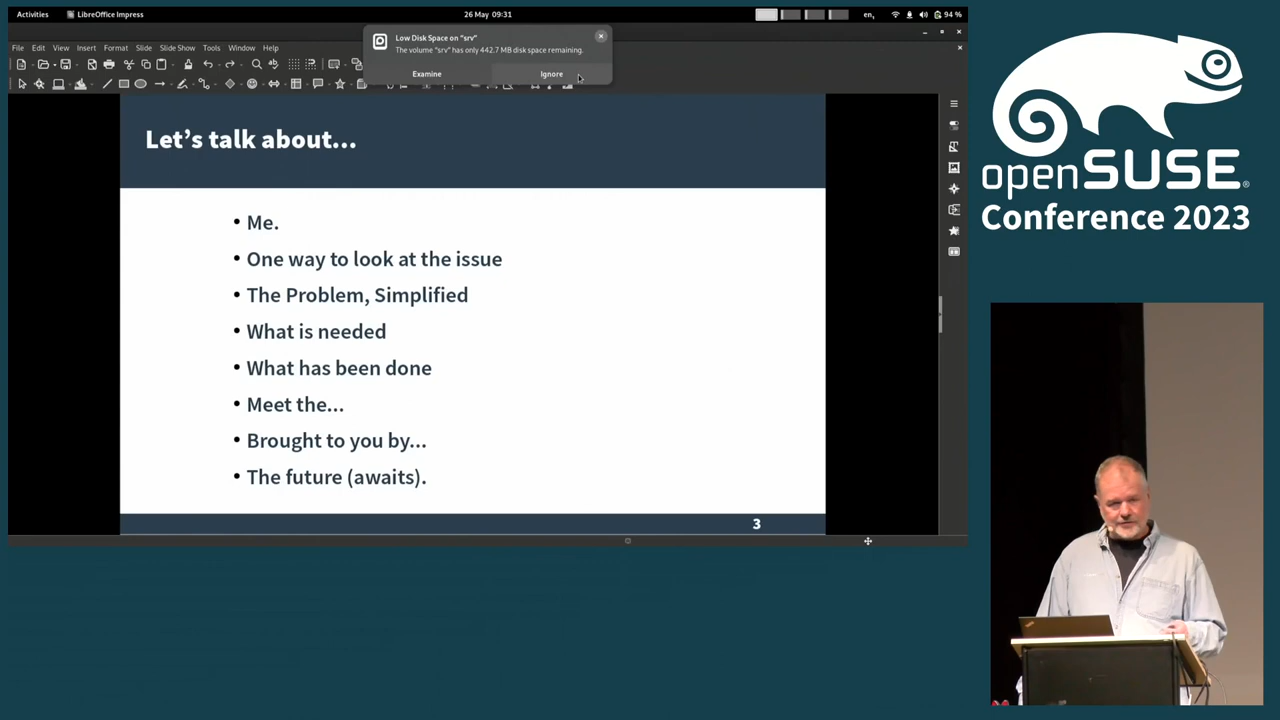 Activities
LibreOffice Impress
26 May 09:31
en,
94 %
Low Disk Space on "srv"
The volume "srv" has only 442.7 MB disk space remaining.
Examine
Ignore
File Edit View Insert Format Slide Slide Show Tools Window Help
Let's talk about...
• Me.
• One way to look at the issue
• The Problem, Simplified
• What is needed
• What has been done
• Meet the...
• Brought to you by...
• The future (awaits).
3
openSUSE®
Conference 2023